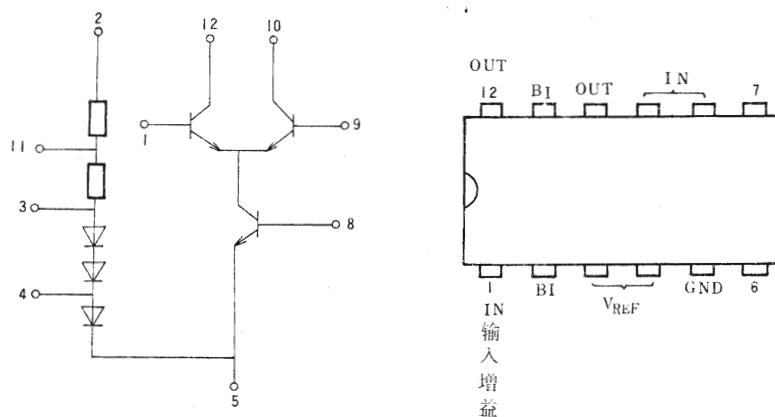 2
12
10
11
1
9
3
8
4
5
OUT
IN
12
BI
OUT
7
1
BI
VREF
GND
6
IN
输
入
增
益